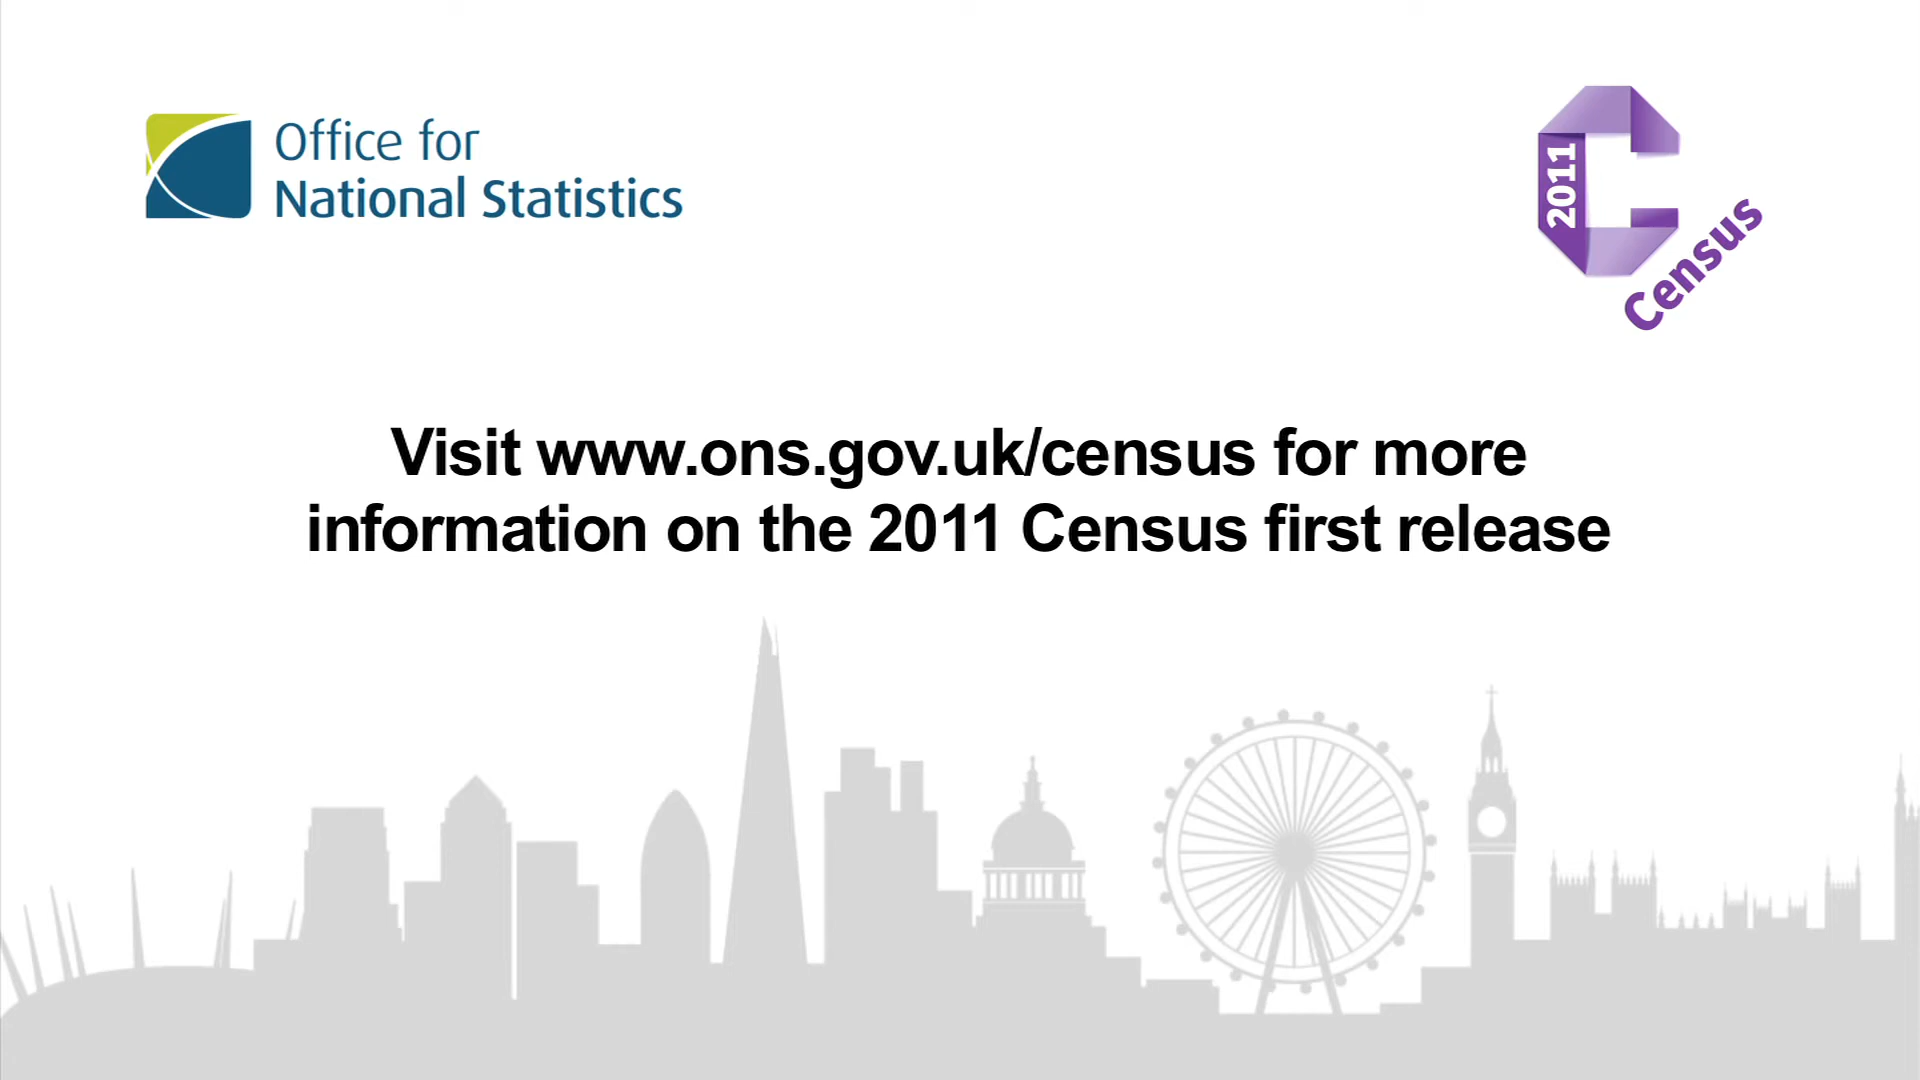 Office for
National Statistics
2011
Census
Visit www.ons.gov.uk/census for more
information on the 2011 Census first release